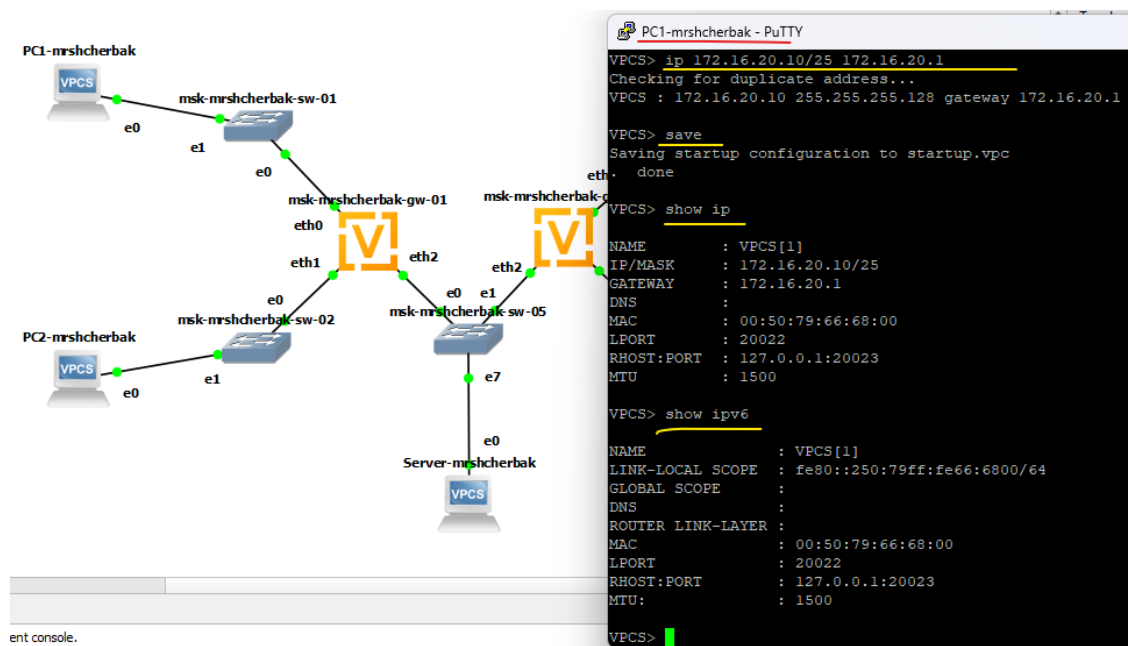 PC1-mrshcherbak
VPCS
e0
msk-mrshcherbak-sw-01
e1
e0
msk-mrshcherbak-gw-01
eth0
V
eth1
eth2
e0
msk-mrshcherbak-sw-02
PC2-mrshcherbak
VPCS
e1
e0
eth
msk-mrshcherbak-g
V
eth2
e0
e1
msk-mrshcherbak-sw-05
e7
e0
Server-mrshcherbak
VPCS
ent console.
PC1-mrshcherbak - PuTTY
VPCS> ip 172.16.20.10/25 172.16.20.1
Checking for duplicate address...
VPCS : 172.16.20.10 255.255.255.128 gateway 172.16.20.1
VPCS> save
Saving startup configuration to startup.vpc
.  done
VPCS> show ip
NAME        : VPCS[1]
IP/MASK     : 172.16.20.10/25
GATEWAY     : 172.16.20.1
DNS         :
MAC         : 00:50:79:66:68:00
LPORT       : 20022
RHOST:PORT  : 127.0.0.1:20023
MTU         : 1500
VPCS> show ipv6
NAME              : VPCS[1]
LINK-LOCAL SCOPE  : fe80::250:79ff:fe66:6800/64
GLOBAL SCOPE      :
DNS               :
ROUTER LINK-LAYER :
MAC               : 00:50:79:66:68:00
LPORT             : 20022
RHOST:PORT        : 127.0.0.1:20023
MTU:              : 1500
VPCS>